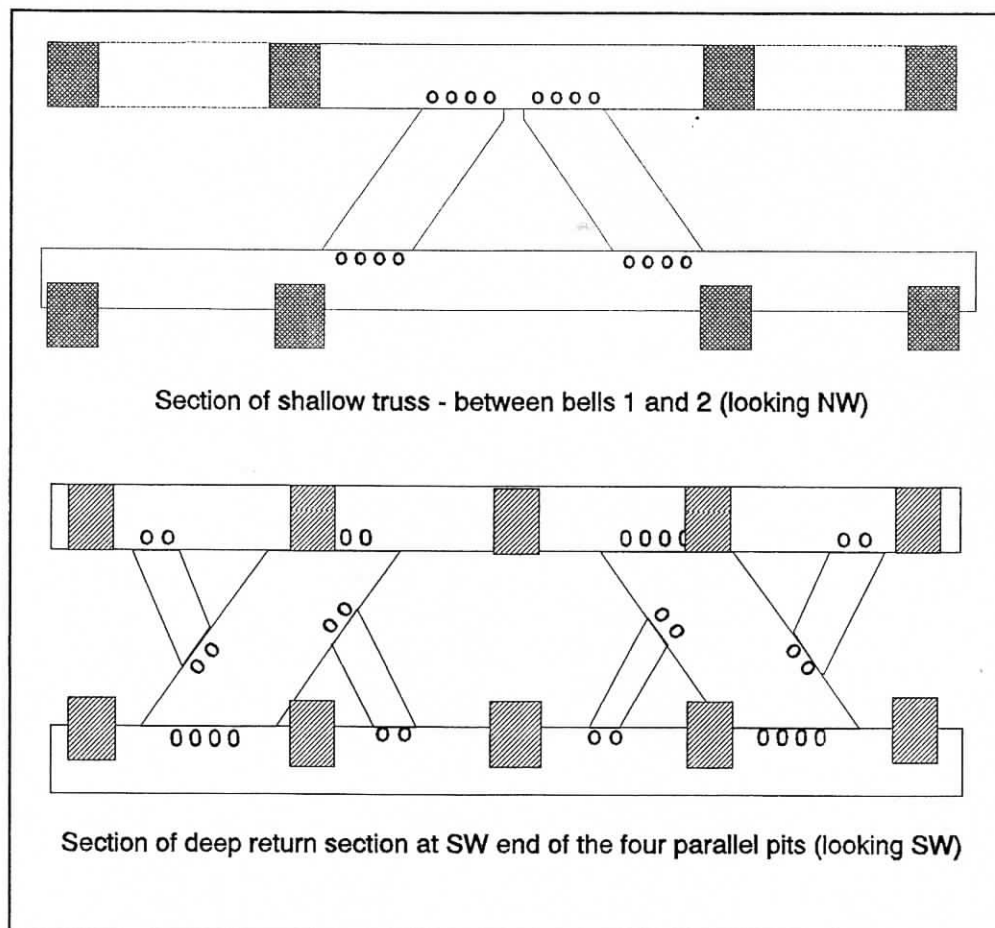 Section of shallow truss - between bells 1 and 2 (looking NW)
Section of deep return section at SW end of the four parallel pits (looking SW)